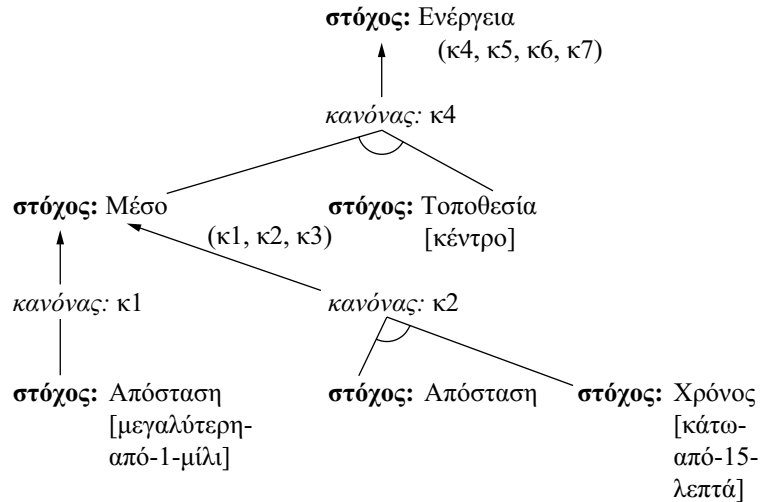 στόχος: Ενέργεια
(κ4, κ5, κ6, κ7)
κανόνας: κ4
στόχος: Μέσο
στόχος: Τοποθεσία
[κέντρο]
(κ1, κ2, κ3)
κανόνας: κ1
κανόνας: κ2
στόχος: Απόσταση
[μεγαλύτερη-
από-1-μίλι]
στόχος: Απόσταση
στόχος: Χρόνος
[κάτω-
από-15-
λεπτά]